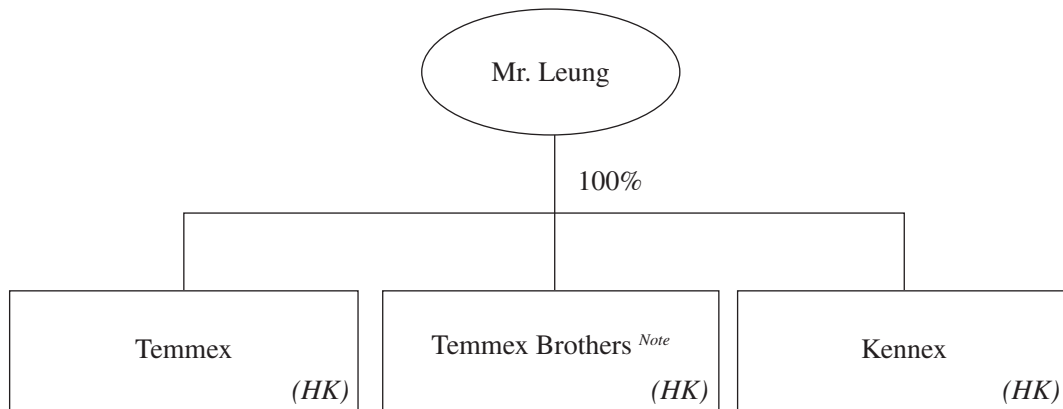 Mr. Leung
100%
Temmex
(HK)
Temmex Brothers Note
(HK)
Kennex
(HK)